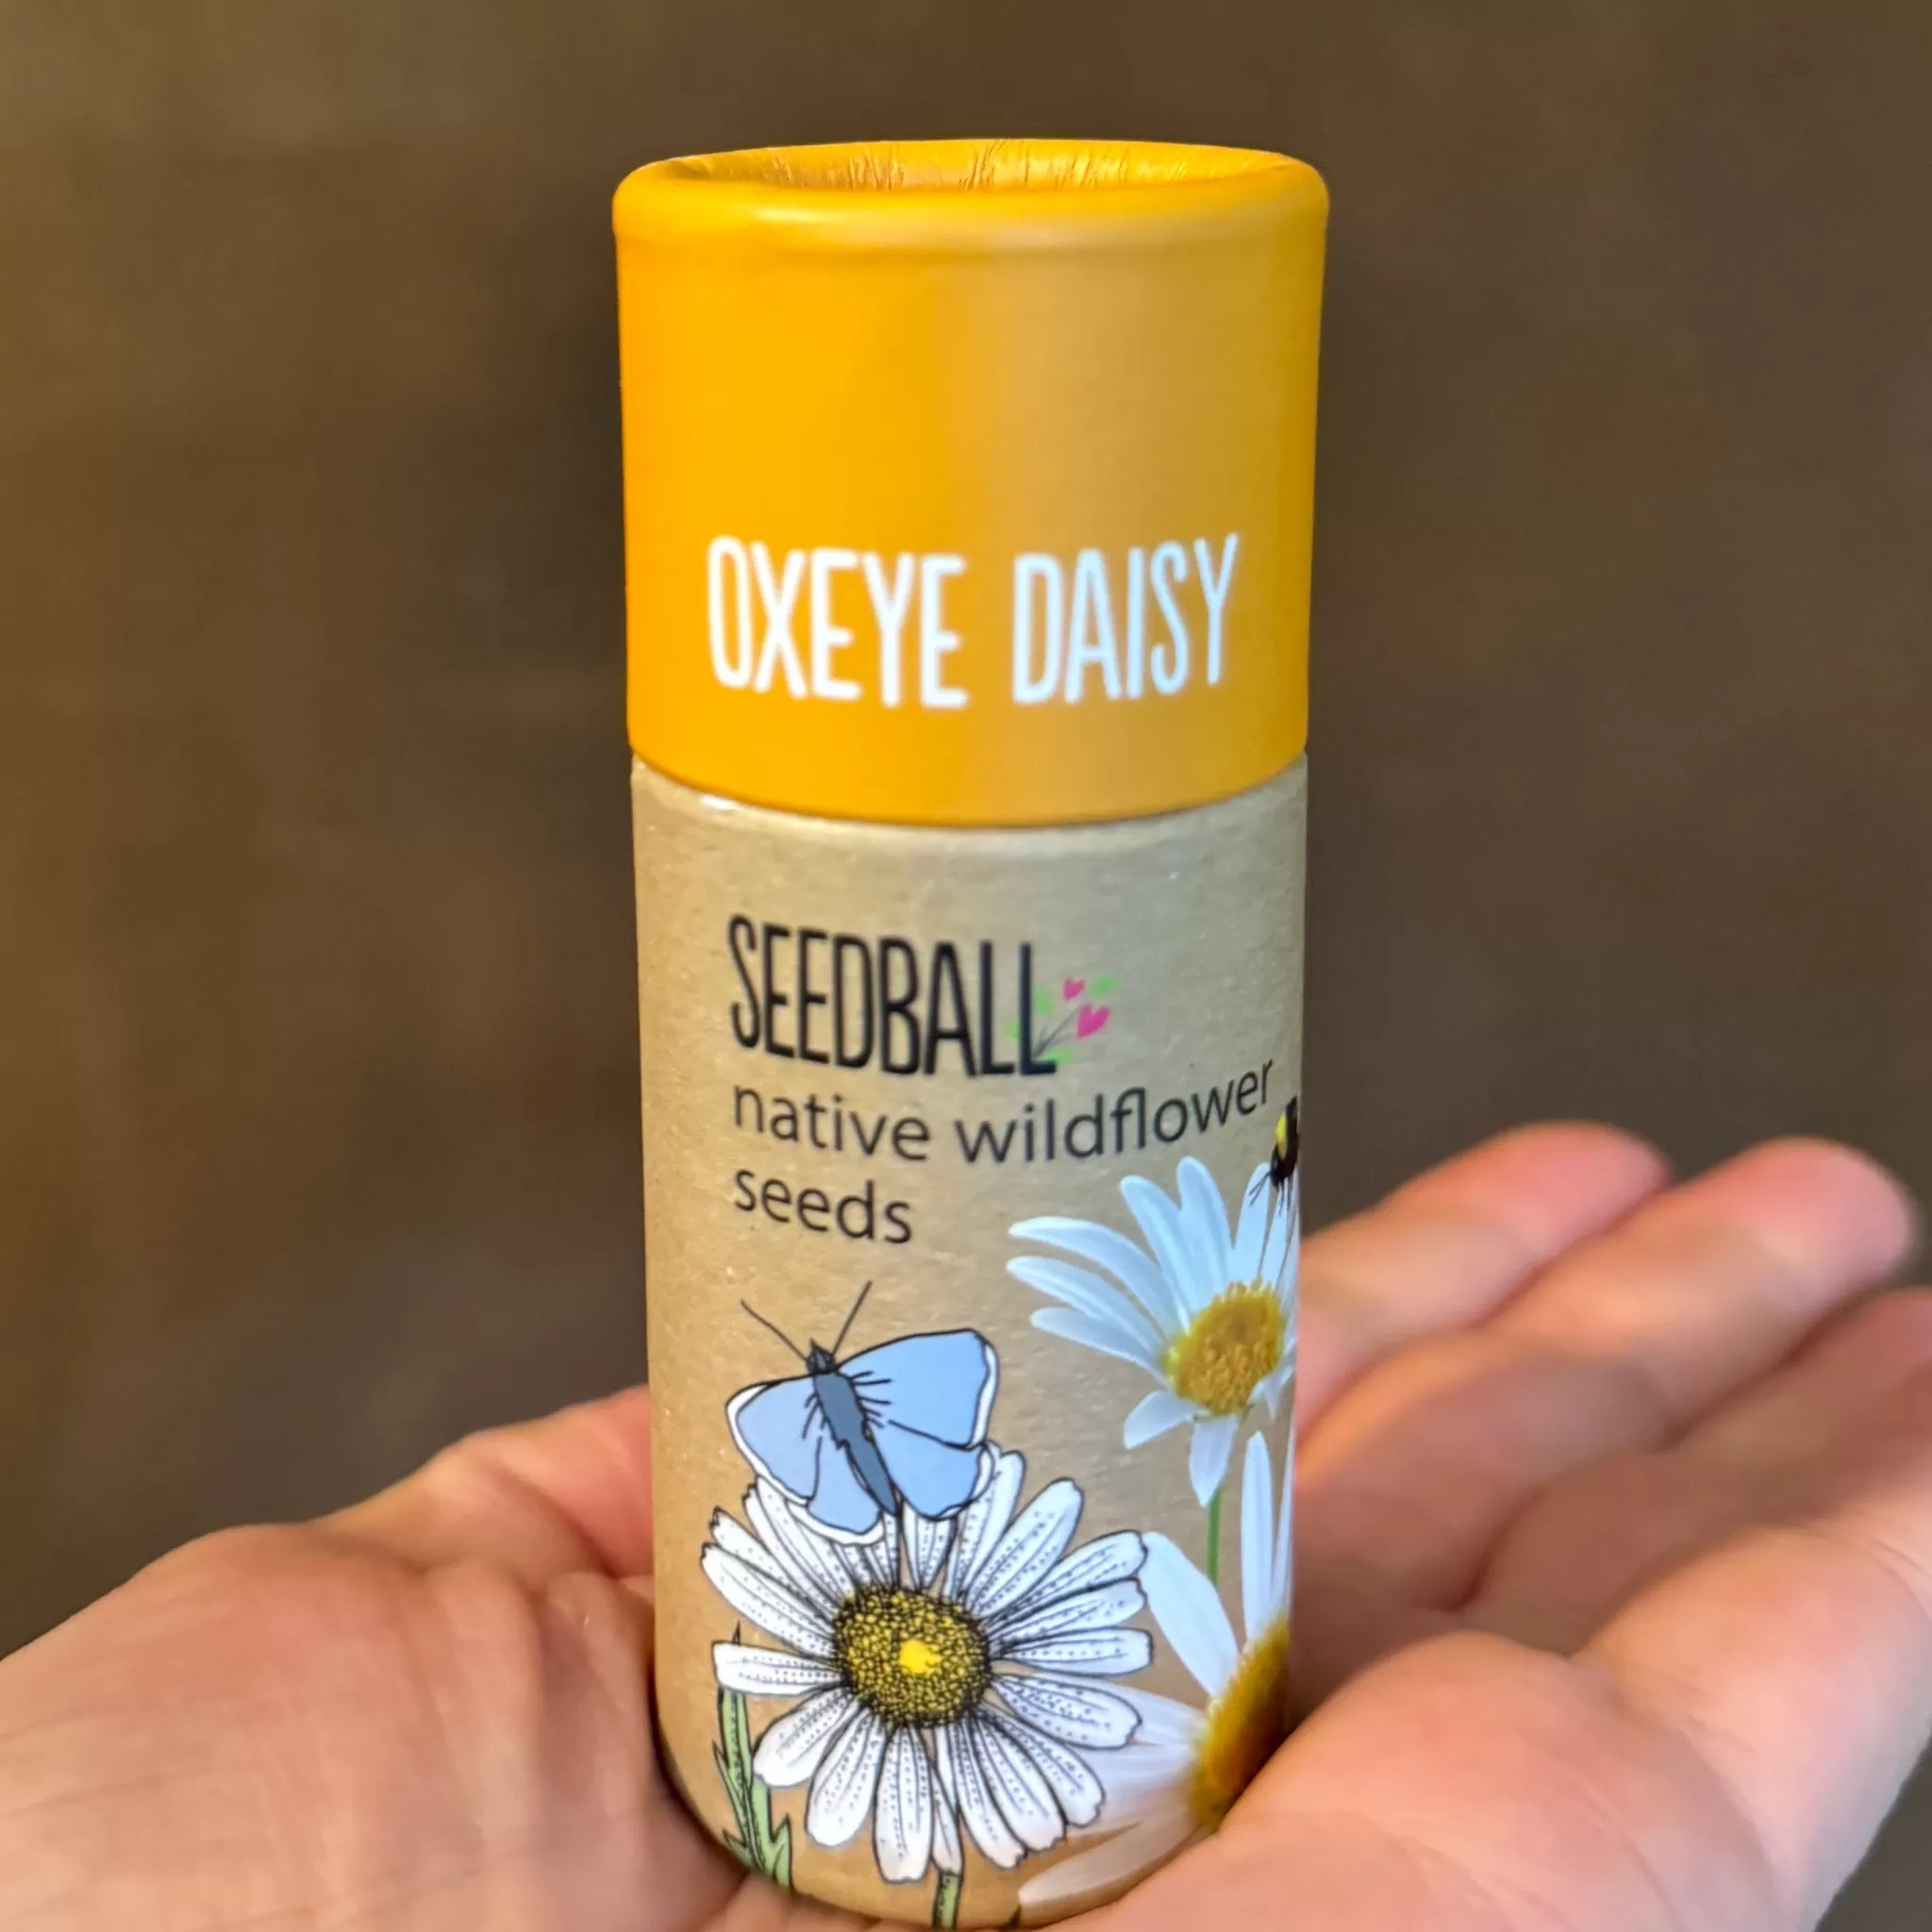 OXEYE DAISY
SEEDBALL
native wildflower
seeds